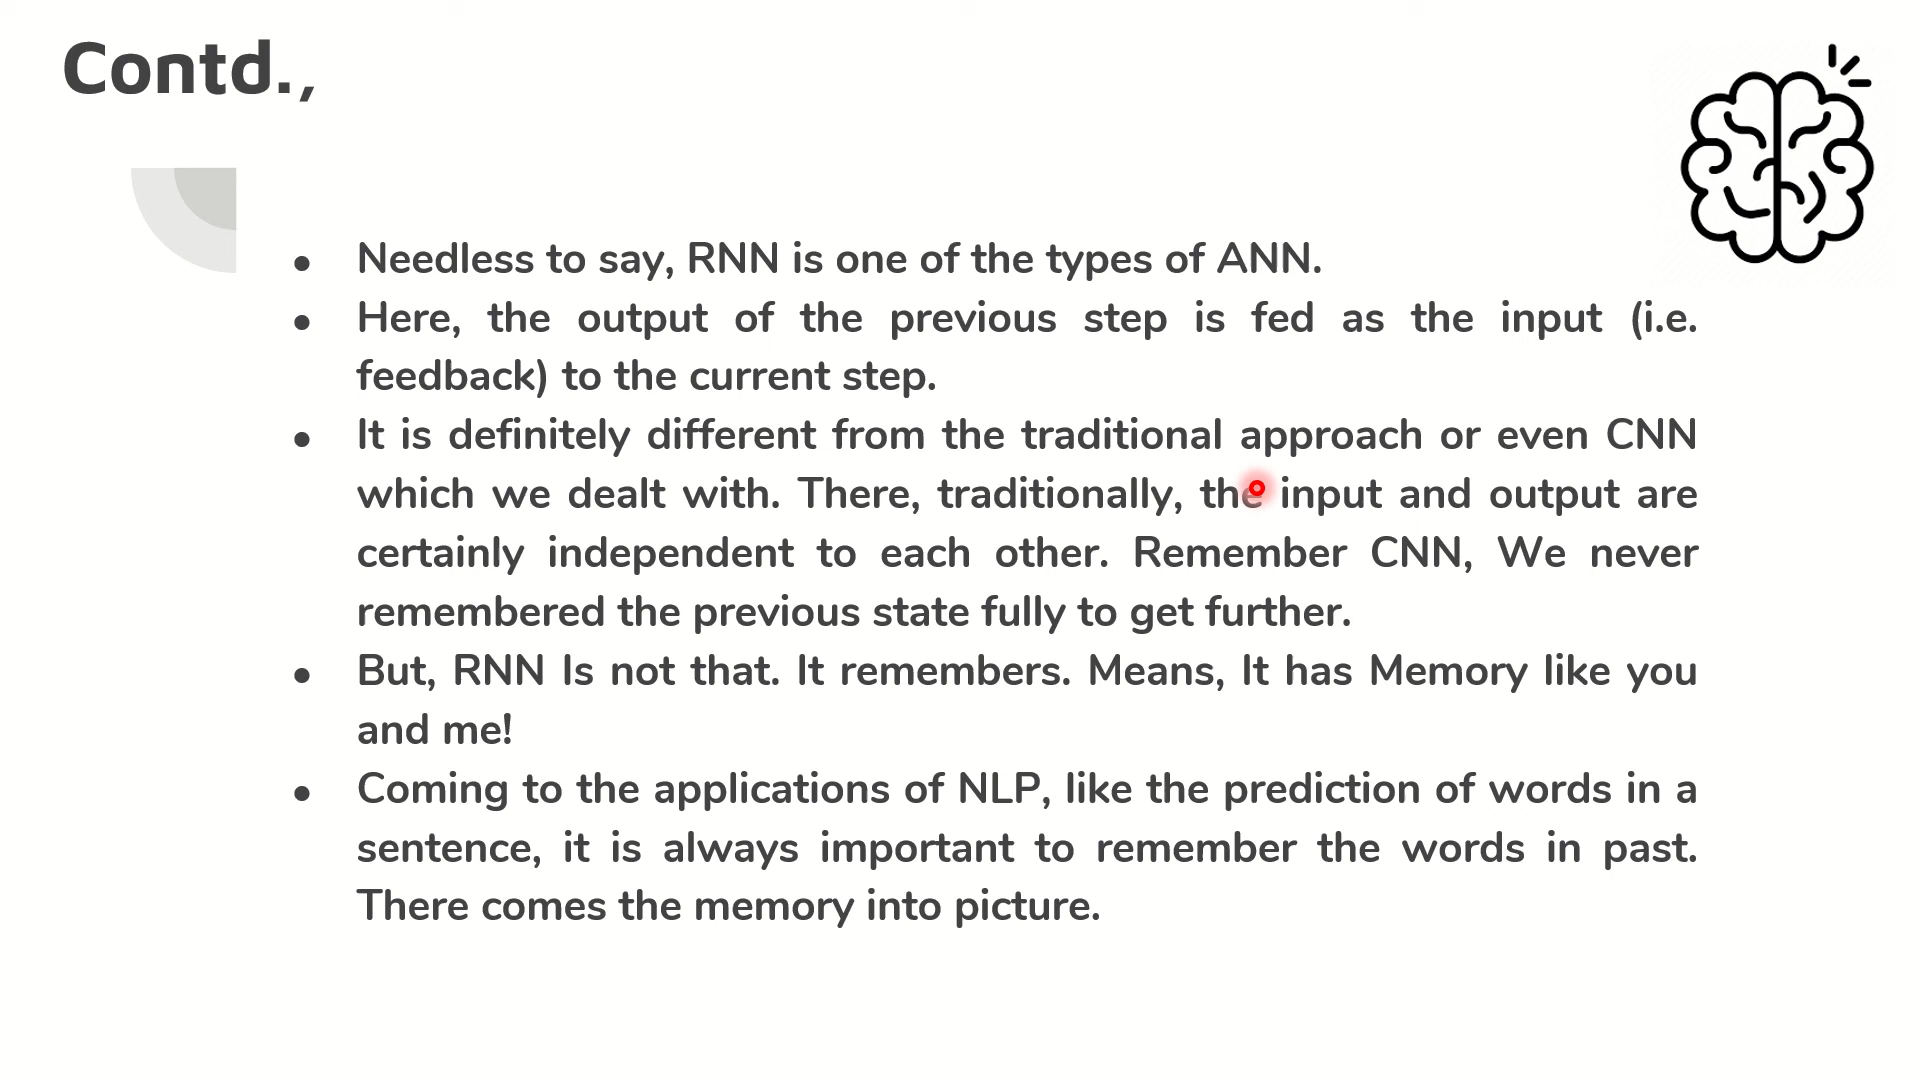 Contd.,
● Needless to say, RNN is one of the types of ANN.
● Here, the output of the previous step is fed as the input (i.e.
feedback) to the current step.
● It is definitely different from the traditional approach or even CNN
which we dealt with. There, traditionally, the input and output are
certainly independent to each other. Remember CNN, We never
remembered the previous state fully to get further.
● But, RNN Is not that. It remembers. Means, It has Memory like you
and me!
● Coming to the applications of NLP, like the prediction of words in a
sentence, it is always important to remember the words in past.
There comes the memory into picture.